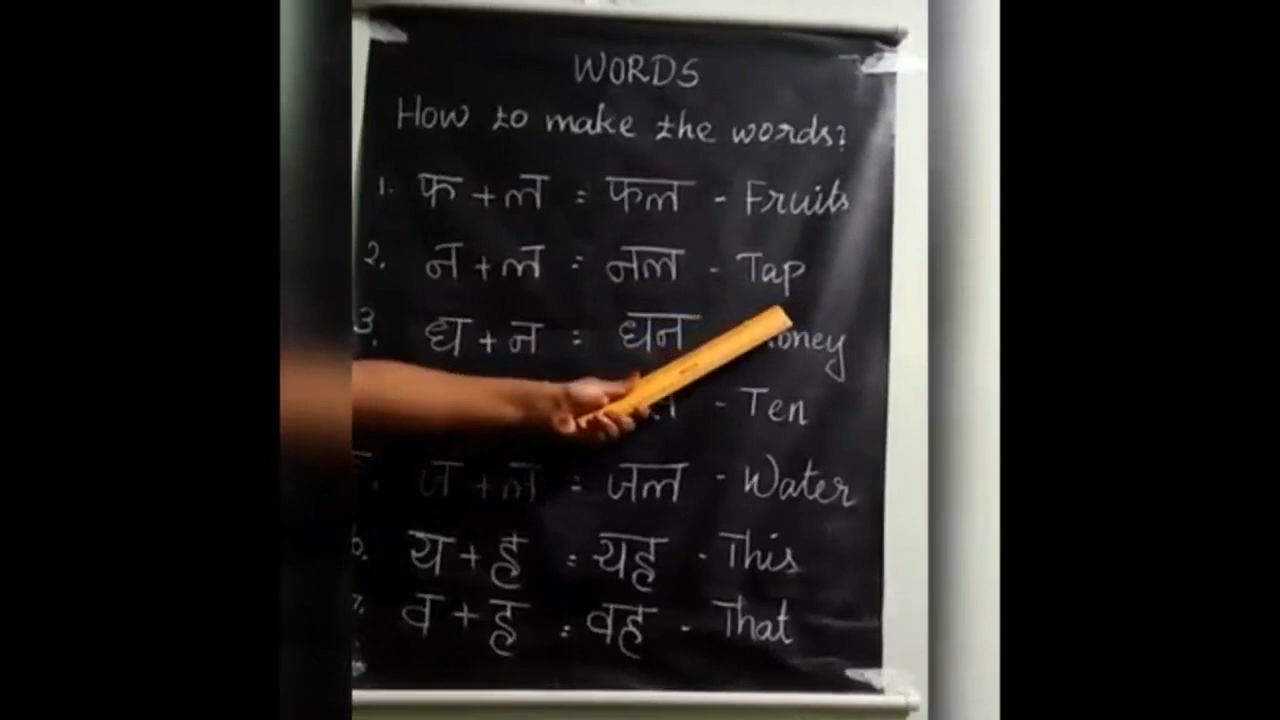 WORDS
How to make the words?
1. फ + ल = फल - Fruits
2. न + ल = नल - Tap
3. ध + न = धन
- Ten
ज + ल = जल - Water
6. य + ह = यह - This
7. व + ह = वह - That